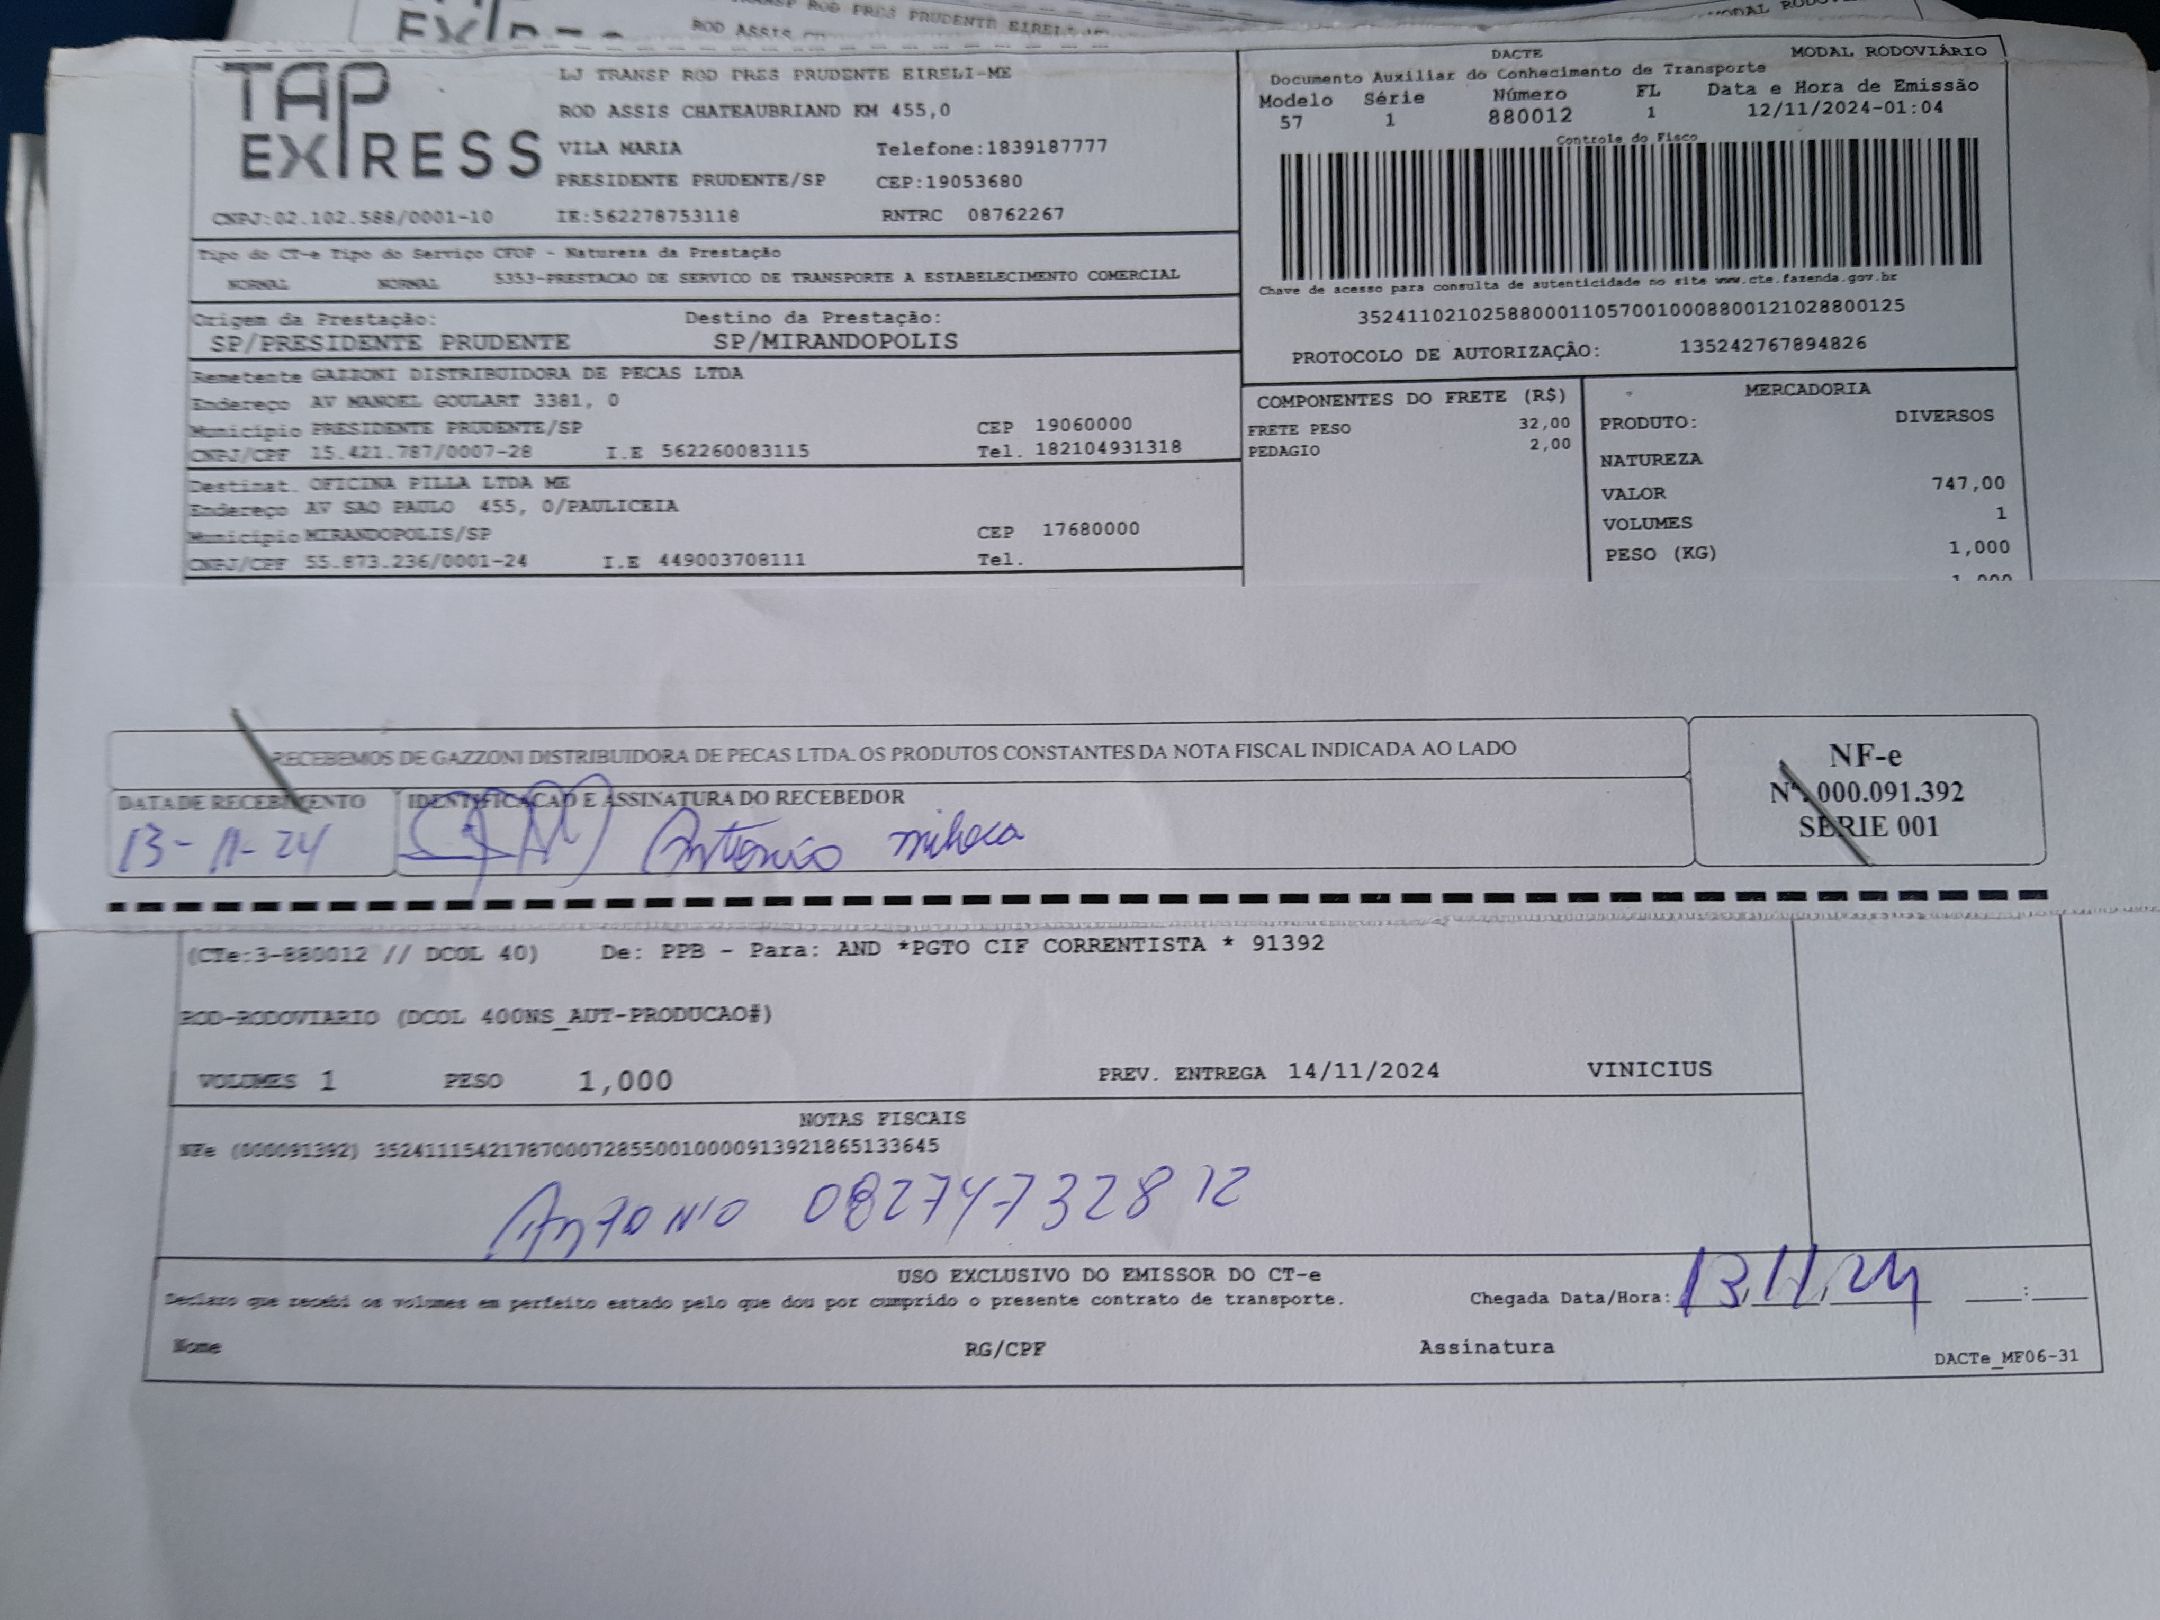 TAP EXPRESS
LJ TRANSP ROD PRES PRUDENTE EIRELI-ME
ROD ASSIS CHATEAUBRIAND KM 455,0
VILA MARIA Telefone:1839187777
PRESIDENTE PRUDENTE/SP CEP:19053680
CNPJ:02.102.588/0001-10 IE:562278753118 RNTRC 08762267
DACTE MODAL RODOVIÁRIO
Documento Auxiliar do Conhecimento de Transporte
Modelo Série Número FL Data e Hora de Emissão
57 1 880012 1 12/11/2024-01:04
Controle do Fisco
Chave de acesso para consulta de autenticidade no site www.cte.fazenda.gov.br
35241102102588000110570010008800121028800125
PROTOCOLO DE AUTORIZAÇÃO: 135242767894826
Tipo do CT-e Tipo do Serviço CFOP - Natureza da Prestação
NORMAL NORMAL 5353-PRESTACAO DE SERVICO DE TRANSPORTE A ESTABELECIMENTO COMERCIAL
Origem da Prestação: Destino da Prestação:
SP/PRESIDENTE PRUDENTE SP/MIRANDOPOLIS
Remetente GAZZONI DISTRIBUIDORA DE PECAS LTDA
Endereço AV MANOEL GOULART 3381, 0
Município PRESIDENTE PRUDENTE/SP CEP 19060000
CNPJ/CPF 15.421.787/0007-28 I.E 562260083115 Tel. 182104931318
Destinat. OFICINA PILLA LTDA ME
Endereço AV SAO PAULO 455, 0/PAULICEIA
Município MIRANDOPOLIS/SP CEP 17680000
CNPJ/CPF 55.873.236/0001-24 I.E 449003708111 Tel.
COMPONENTES DO FRETE (R$)
FRETE PESO 32,00
PEDAGIO 2,00
MERCADORIA
PRODUTO: DIVERSOS
NATUREZA
VALOR 747,00
VOLUMES 1
PESO (KG) 1,000
RECEBEMOS DE GAZZONI DISTRIBUIDORA DE PECAS LTDA. OS PRODUTOS CONSTANTES DA NOTA FISCAL INDICADA AO LADO
DATA DE RECEBIMENTO IDENTIFICAÇÃO E ASSINATURA DO RECEBEDOR
13-11-24 Antonio
NF-e
Nº. 000.091.392
SÉRIE 001
(CTe:3-880012 // DCOL 40) De: PPB - Para: AND *PGTO CIF CORRENTISTA * 91392
ROD-RODOVIARIO (DCOL 400NS_AUT-PRODUCAO#)
VOLUMES 1 PESO 1,000 PREV. ENTREGA 14/11/2024 VINICIUS
NOTAS FISCAIS
NFe (000091392) 35241115421787000728550010000913921865133645
Antonio 08274732812
USO EXCLUSIVO DO EMISSOR DO CT-e
Declaro que recebi os volumes em perfeito estado pelo que dou por cumprido o presente contrato de transporte. Chegada Data/Hora: 13/11/24 __:__
Nome RG/CPF Assinatura
DACTe_MF06-31